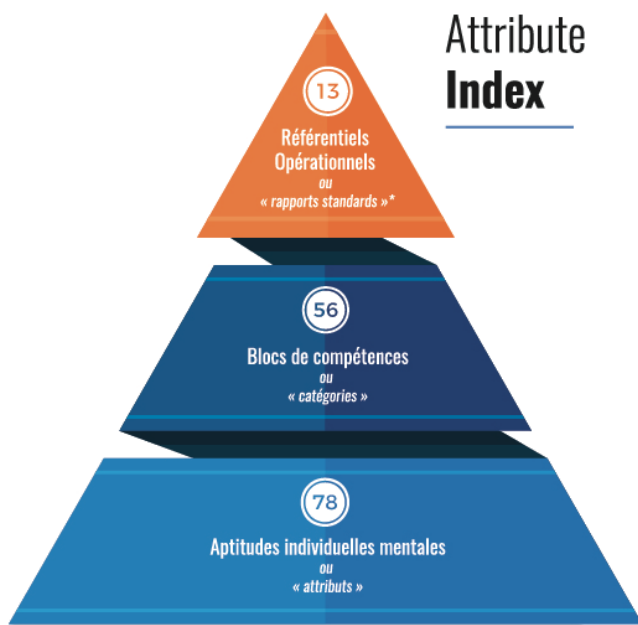 Attribute
Index
13
Référentiels
Opérationnels
ou
« rapports standards »*
56
Blocs de compétences
ou
« catégories »
78
Aptitudes individuelles mentales
ou
« attributs »